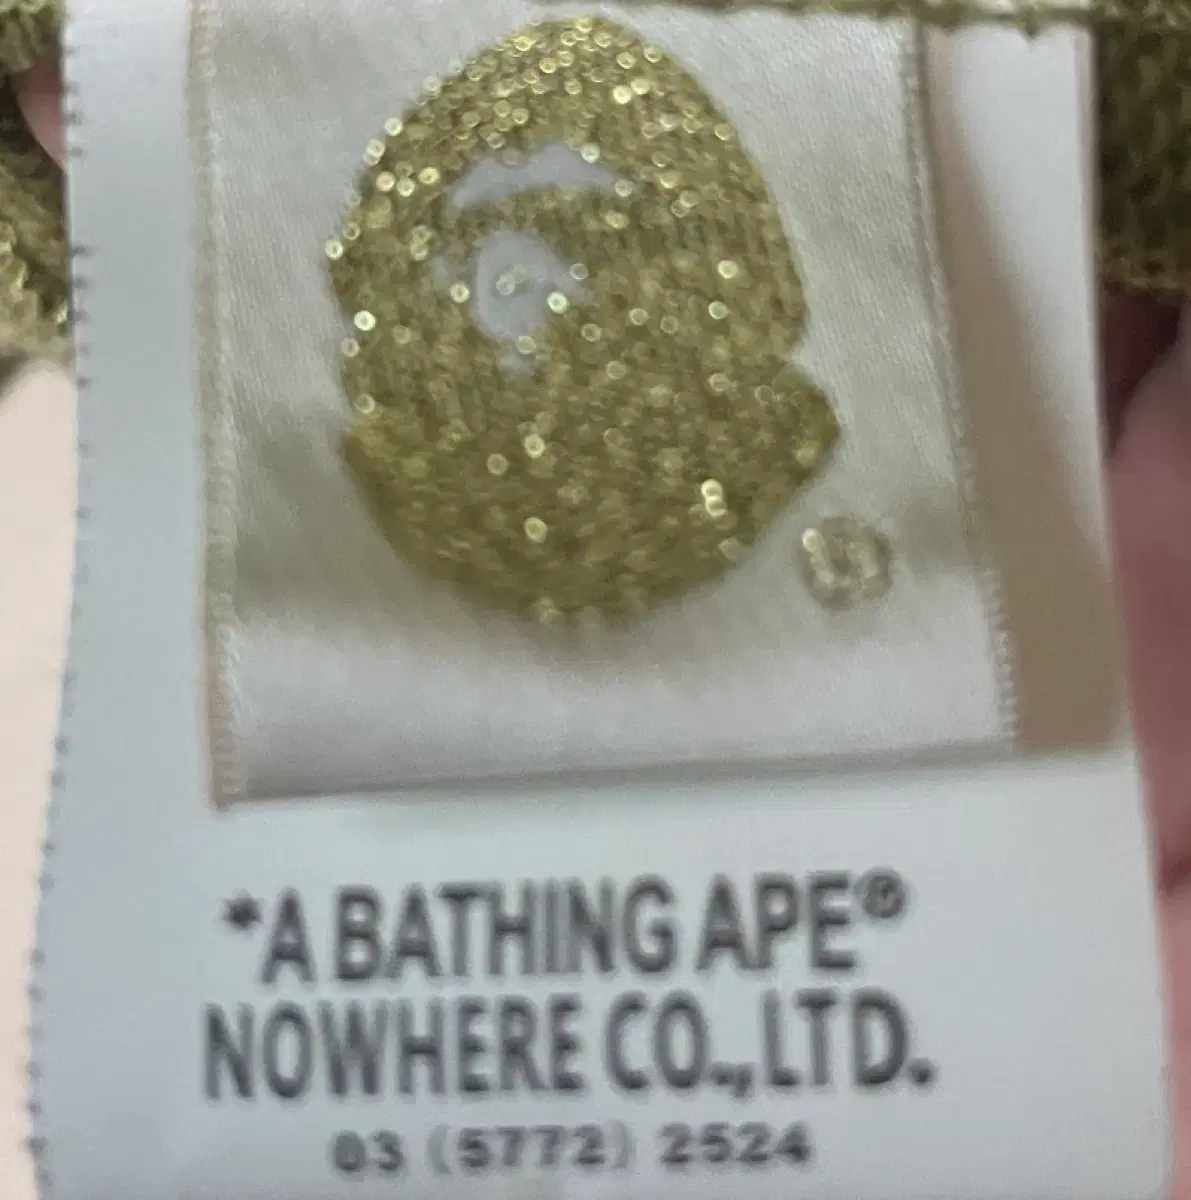 *A BATHING APE®
NOWHERE CO.,LTD.
03 (5772) 2524